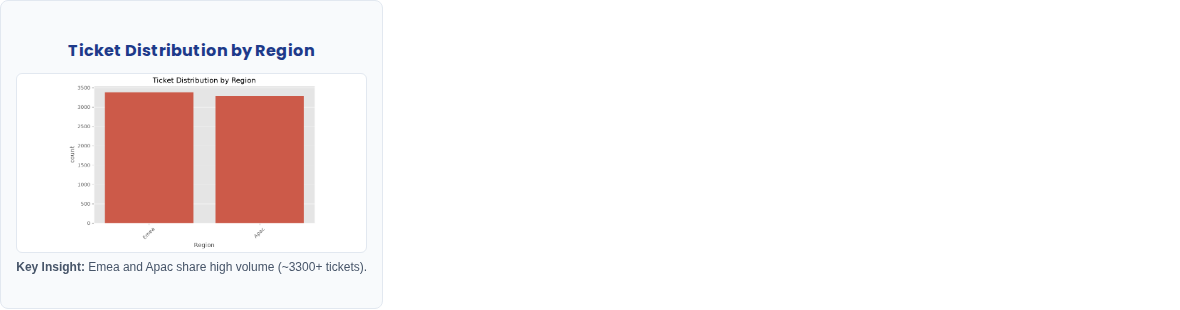 Ticket Distribution by Region
Ticket Distribution by Region
3500
3000
2500
2000
1500
1000
500
0
count
Emea
Apac
Region
Key Insight: Emea and Apac share high volume (~3300+ tickets).